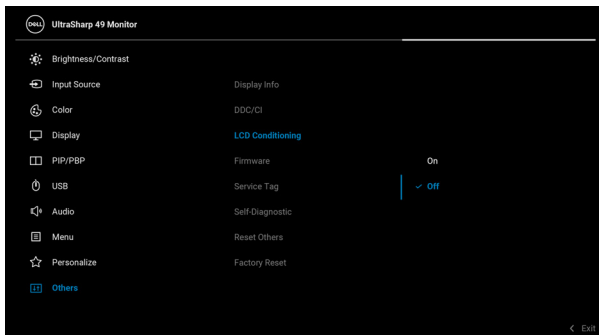 DELL UltraSharp 49 Monitor
Brightness/Contrast
Input Source Display Info
Color DDC/CI
Display LCD Conditioning
PIP/PBP Firmware On
USB Service Tag ✓ Off
Audio Self-Diagnostic
Menu Reset Others
Personalize Factory Reset
Others
< Exit